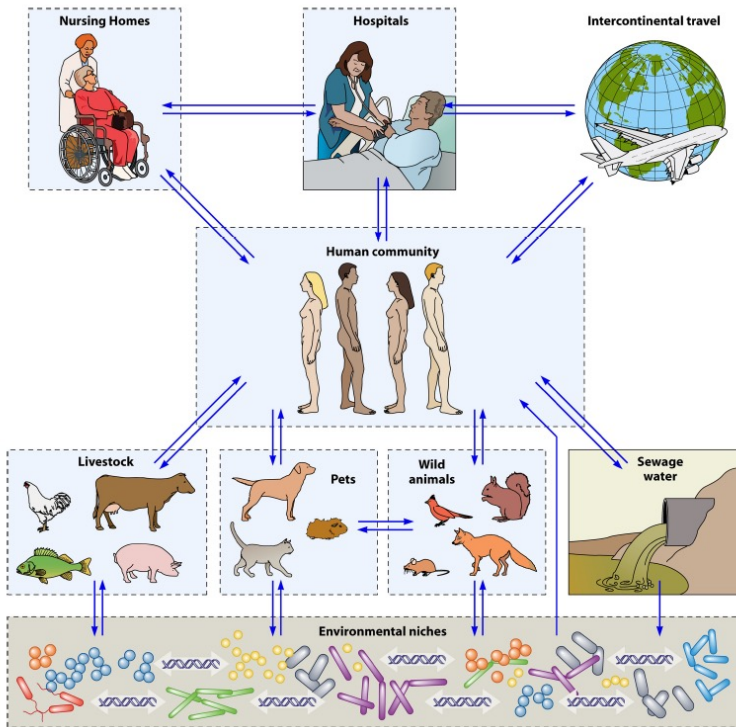 Nursing Homes
Hospitals
Intercontinental travel
Human community
Livestock
Pets
Wild
animals
Sewage
water
Environmental niches